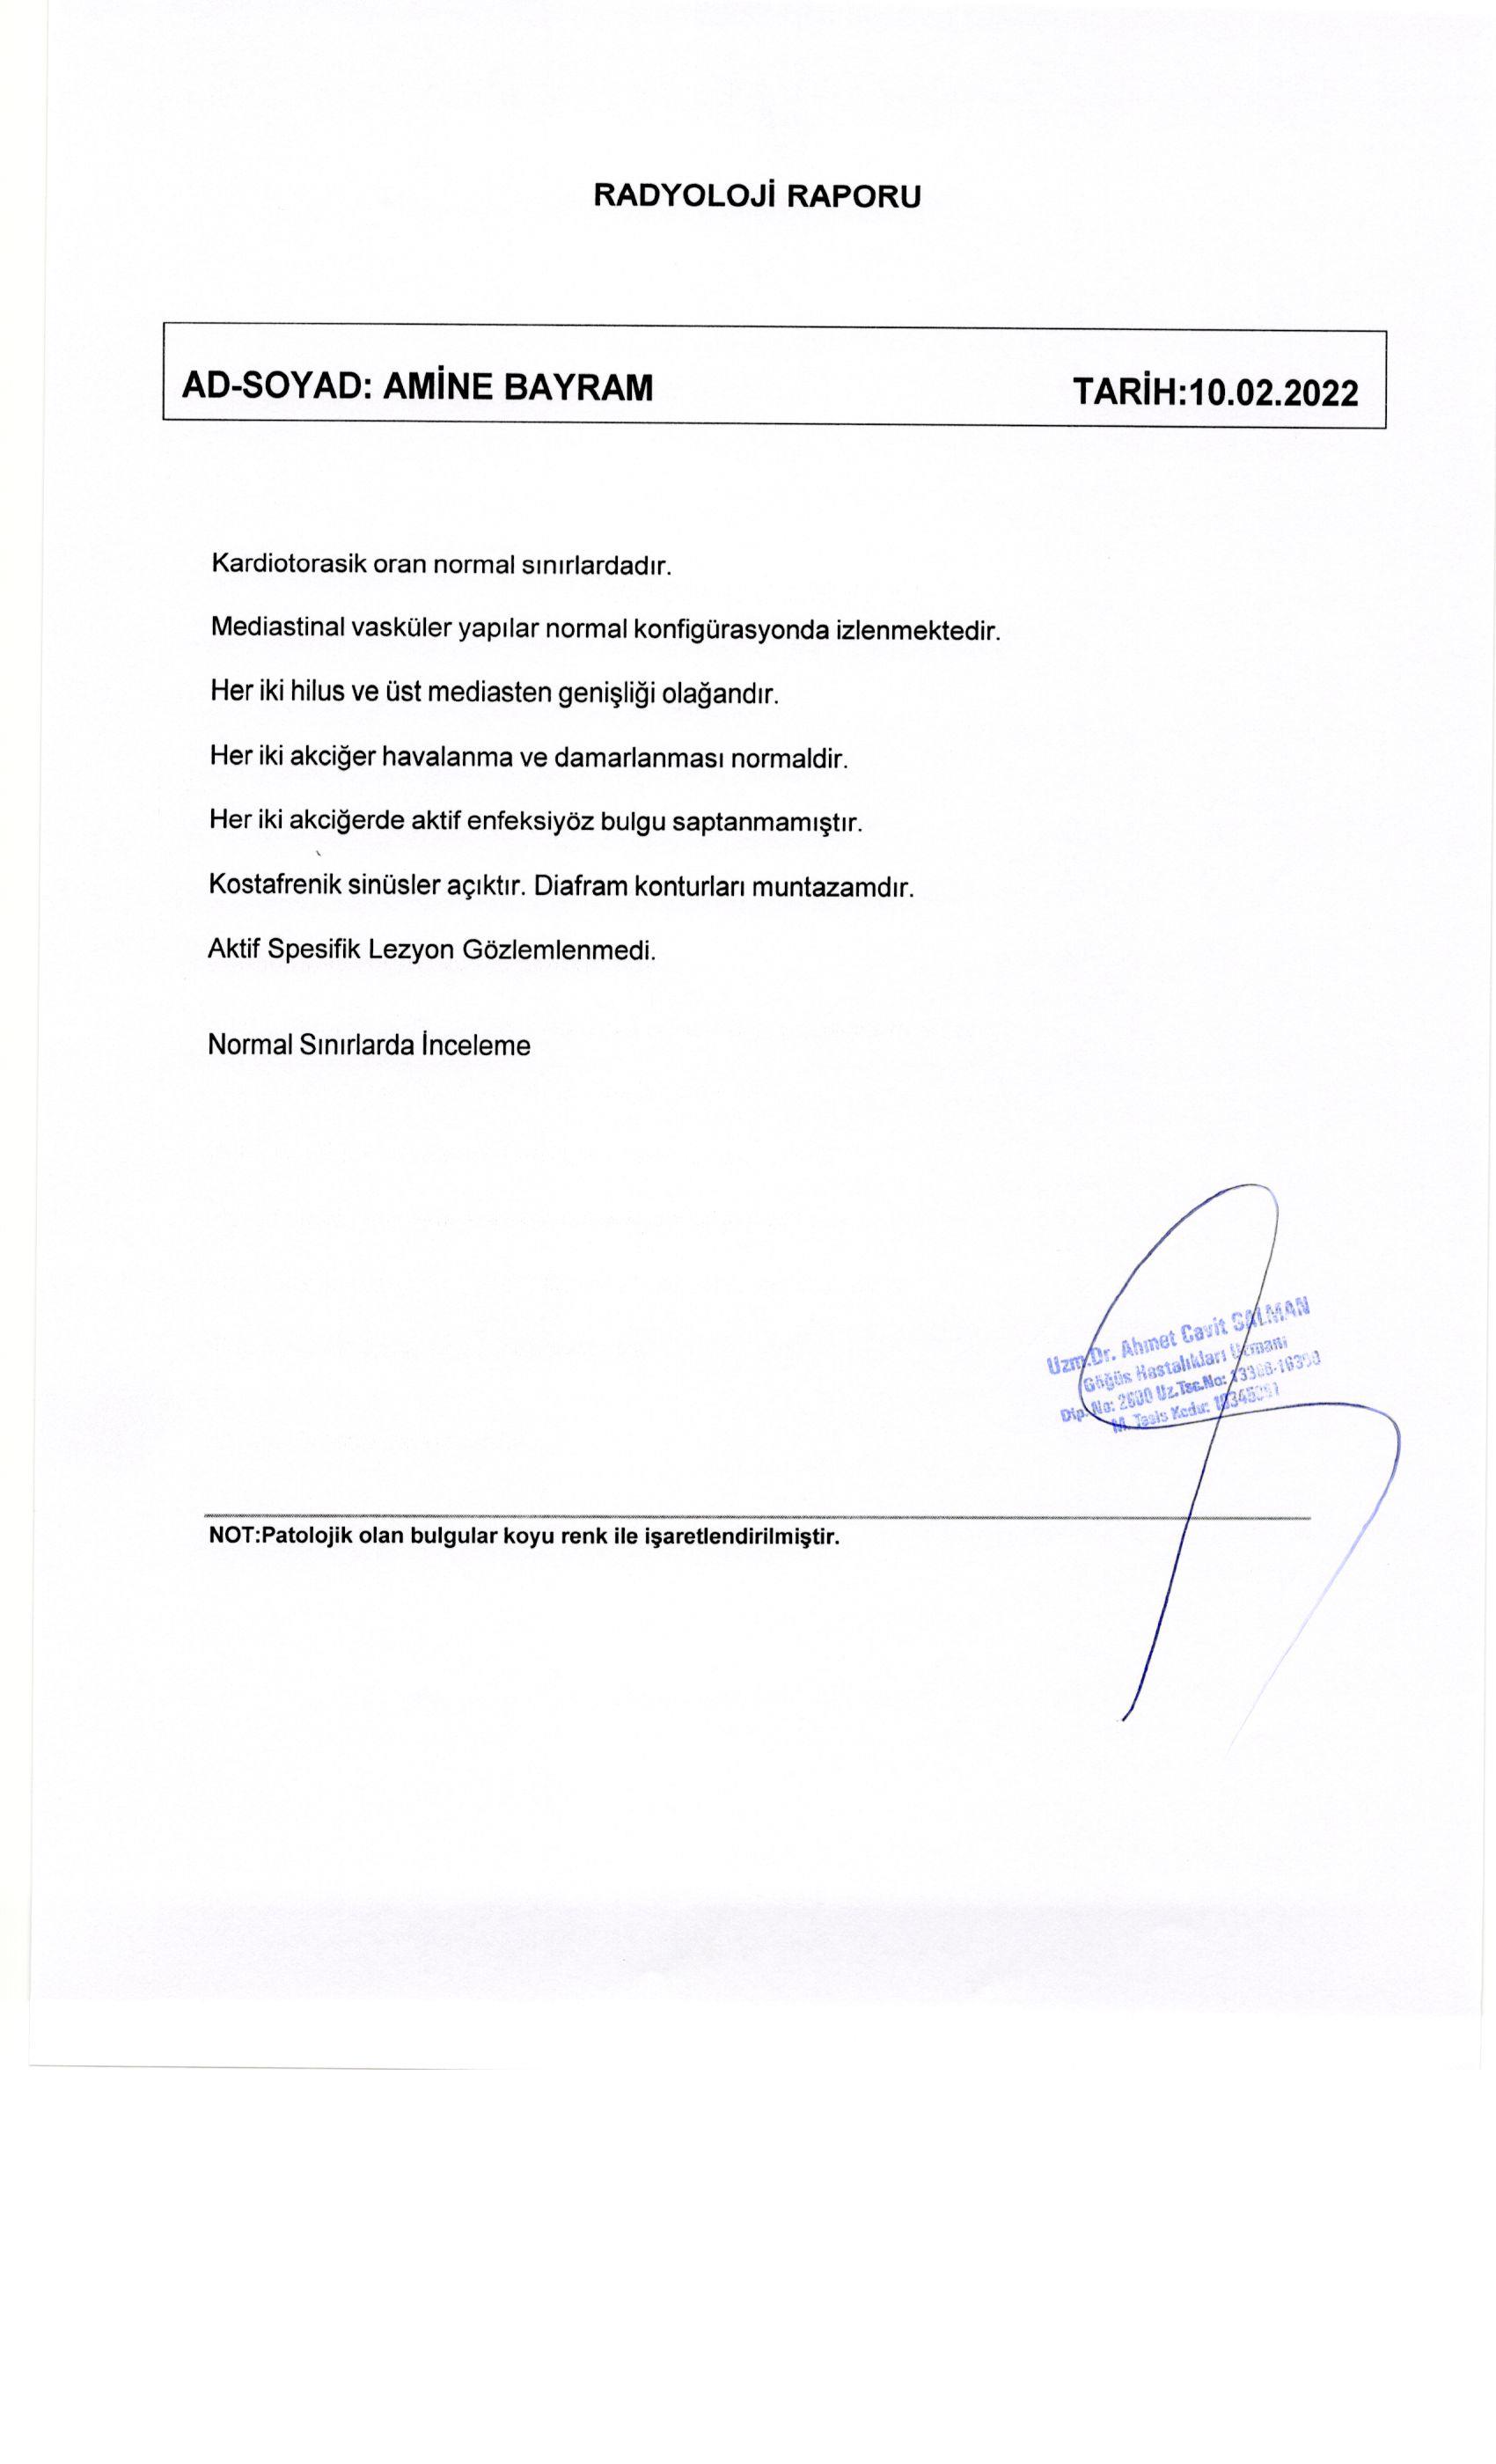 RADYOLOJİ RAPORU
AD-SOYAD: AMİNE BAYRAM TARİH:10.02.2022
Kardiotorasik oran normal sınırlardadır.
Mediastinal vasküler yapılar normal konfigürasyonda izlenmektedir.
Her iki hilus ve üst mediasten genişliği olağandır.
Her iki akciğer havalanma ve damarlanması normaldir.
Her iki akciğerde aktif enfeksiyöz bulgu saptanmamıştır.
Kostafrenik sinüsler açıktır. Diafram konturları muntazamdır.
Aktif Spesifik Lezyon Gözlemlenmedi.
Normal Sınırlarda İnceleme
Uzm.Dr. Ahmet Cavit SALMAN
Göğüs Hastalıkları Uzmanı
Dip. No: 2600 Uz.Tsc.No:
M. Tesis Kodu:
NOT:Patolojik olan bulgular koyu renk ile işaretlendirilmiştir.